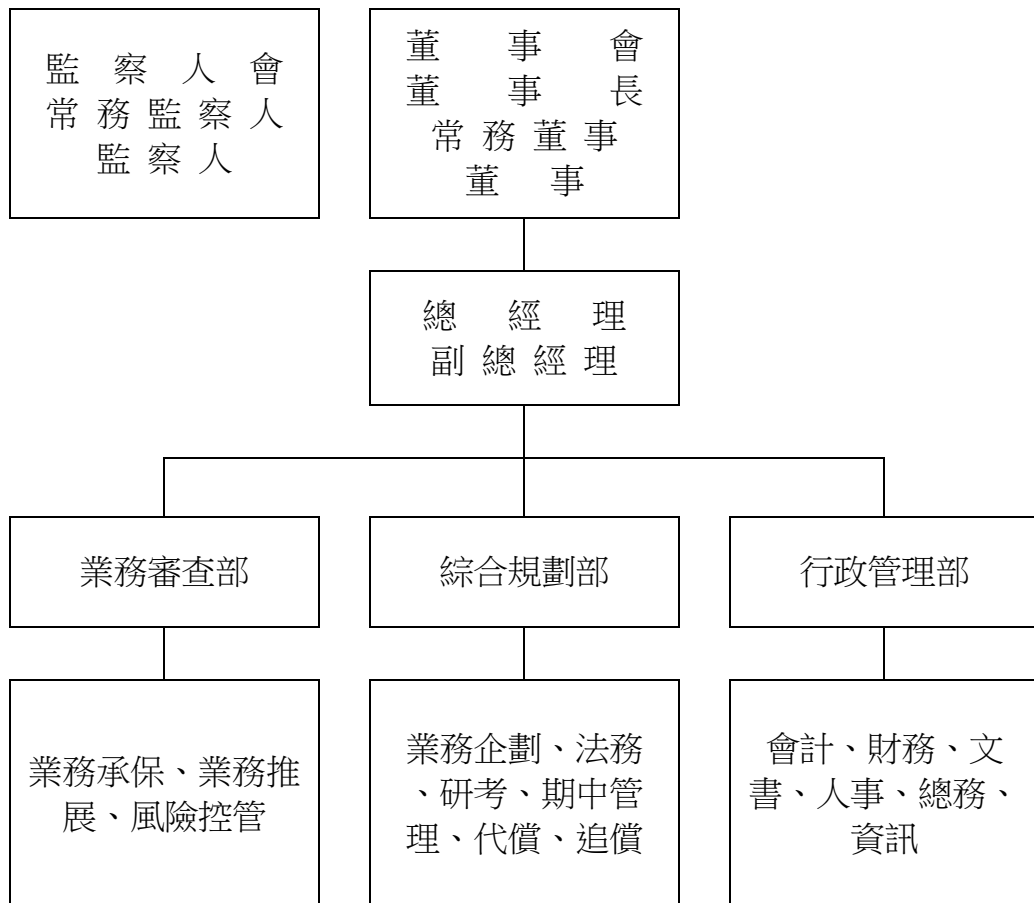 監察人會
常務監察人
監察人
董事會
董事長
常務董事
董事
總經理
副總經理
業務審查部
綜合規劃部
行政管理部
業務承保、業務推
展、風險控管
業務企劃、法務
、研考、期中管
理、代償、追償
會計、財務、文
書、人事、總務、
資訊